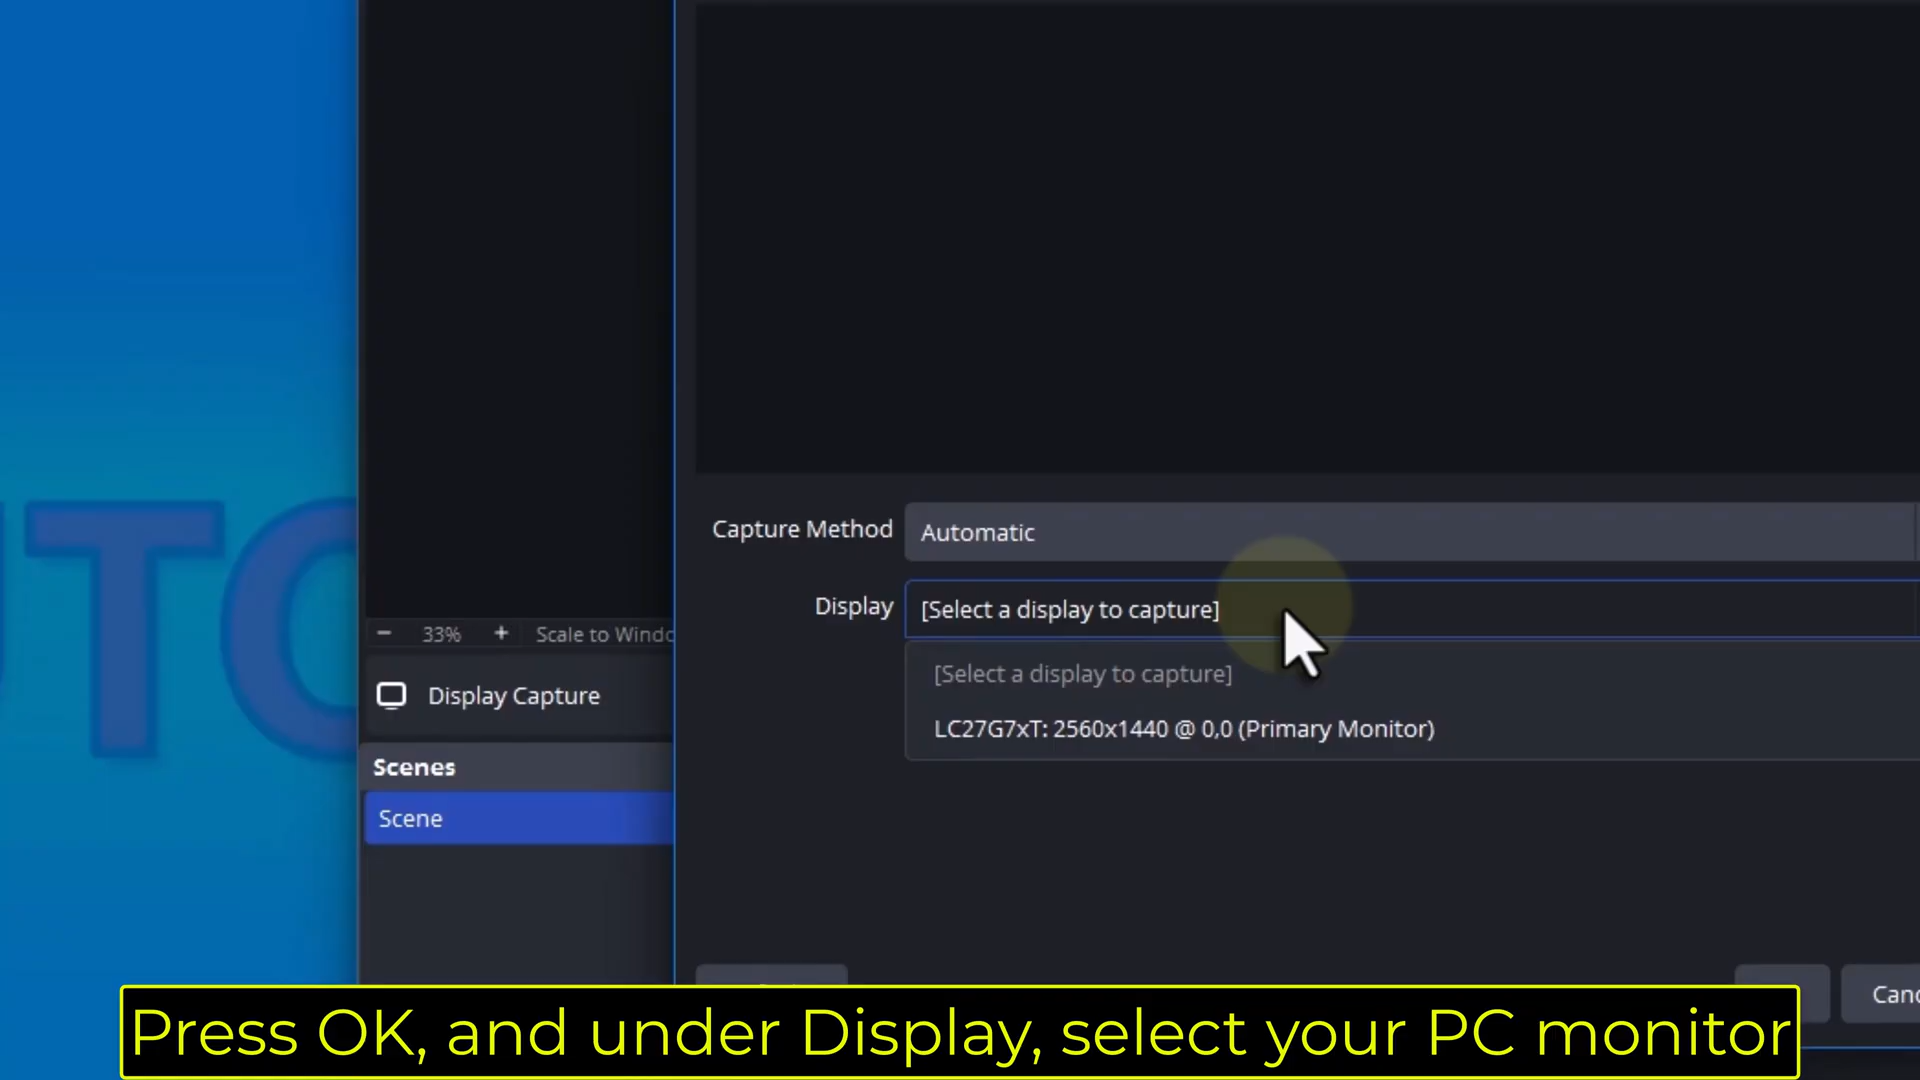 Capture Method
Automatic
Display
[Select a display to capture]
[Select a display to capture]
LC27G7xT: 2560x1440 @ 0,0 (Primary Monitor)
33%
Scale to Windo
Display Capture
Scenes
Scene
Canc
Press OK, and under Display, select your PC monitor